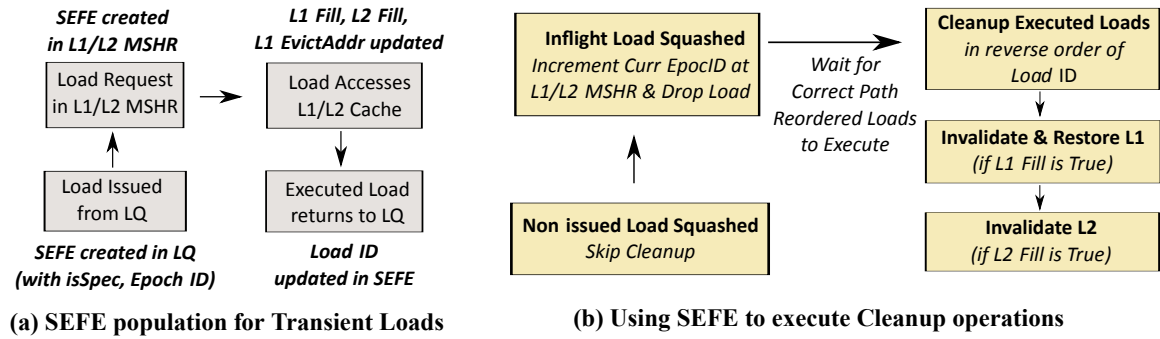 SEFE created
in L1/L2 MSHR
Load Request
in L1/L2 MSHR
Load Issued
from LQ
SEFE created in LQ
(with isSpec, Epoch ID)
L1 Fill, L2 Fill,
L1 EvictAddr updated
Load Accesses
L1/L2 Cache
Executed Load
returns to LQ
Load ID
updated in SEFE
(a) SEFE population for Transient Loads
Inflight Load Squashed
Increment Curr EpocID at
L1/L2 MSHR & Drop Load
Non issued Load Squashed
Skip Cleanup
Wait for
Correct Path
Reordered Loads
to Execute
Cleanup Executed Loads
in reverse order of
Load ID
Invalidate & Restore L1
(if L1 Fill is True)
Invalidate L2
(if L2 Fill is True)
(b) Using SEFE to execute Cleanup operations